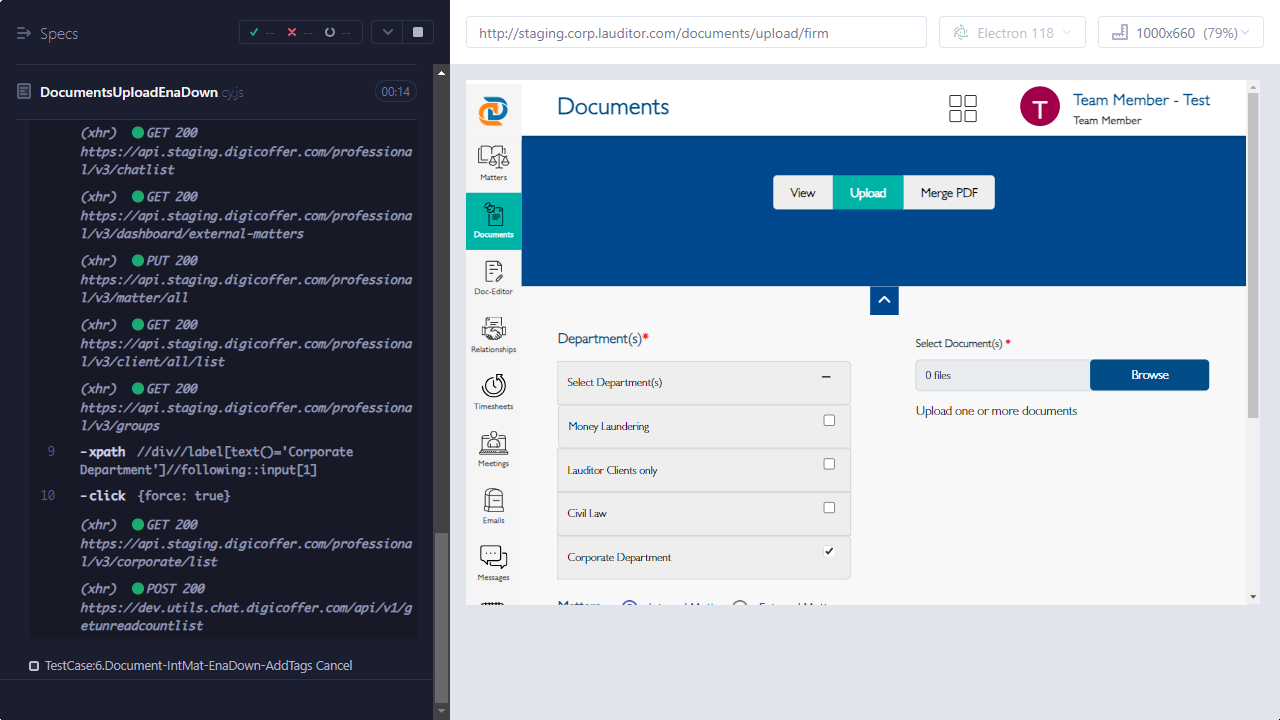 Specs
--
--
--
DocumentsUploadEnaDown.cy.js
00:14
(xhr) GET 200
https://api.staging.digicoffer.com/professiona
l/v3/chatlist
(xhr) GET 200
https://api.staging.digicoffer.com/professiona
l/v3/dashboard/external-matters
(xhr) PUT 200
https://api.staging.digicoffer.com/professiona
l/v3/matter/all
(xhr) GET 200
https://api.staging.digicoffer.com/professiona
l/v3/client/all/list
(xhr) GET 200
https://api.staging.digicoffer.com/professiona
l/v3/groups
9 -xpath //div//label[text()='Corporate
Department']//following::input[1]
10 -click {force: true}
(xhr) GET 200
https://api.staging.digicoffer.com/professiona
l/v3/corporate/list
(xhr) POST 200
https://dev.utils.chat.digicoffer.com/api/v1/g
etunreadcountlist
TestCase:6.Document-IntMat-EnaDown-AddTags Cancel
http://staging.corp.lauditor.com/documents/upload/firm
Electron 118
1000x660 (79%)
Matters
Documents
Doc-Editor
Relationships
Timesheets
Meetings
Emails
Messages
Documents
T
Team Member - Test
Team Member
View
Upload
Merge PDF
Department(s)*
Select Department(s)
Money Laundering
Lauditor Clients only
Civil Law
Corporate Department
Select Document(s) *
0 files
Browse
Upload one or more documents